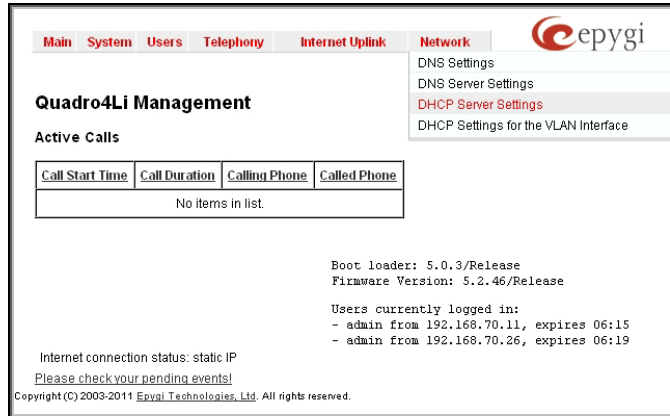 epygi
Main System Users Telephony Internet Uplink Network
DNS Settings
DNS Server Settings
DHCP Server Settings
DHCP Settings for the VLAN Interface
Quadro4Li Management
Active Calls
Call Start Time Call Duration Calling Phone Called Phone
No items in list.
Boot loader: 5.0.3/Release
Firmware Version: 5.2.46/Release
Users currently logged in:
- admin from 192.168.70.11, expires 06:15
- admin from 192.168.70.26, expires 06:19
Internet connection status: static IP
Please check your pending events!
Copyright (C) 2003-2011 Epygi Technologies, Ltd. All rights reserved.